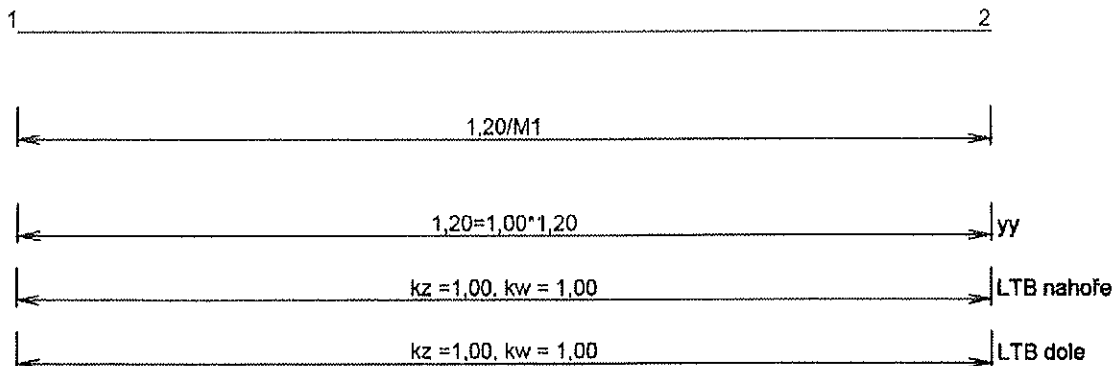 1 2
1,20/M1
1,20=1,00*1,20 yy
kz =1,00, kw = 1,00 LTB nahoře
kz =1,00, kw = 1,00 LTB dole